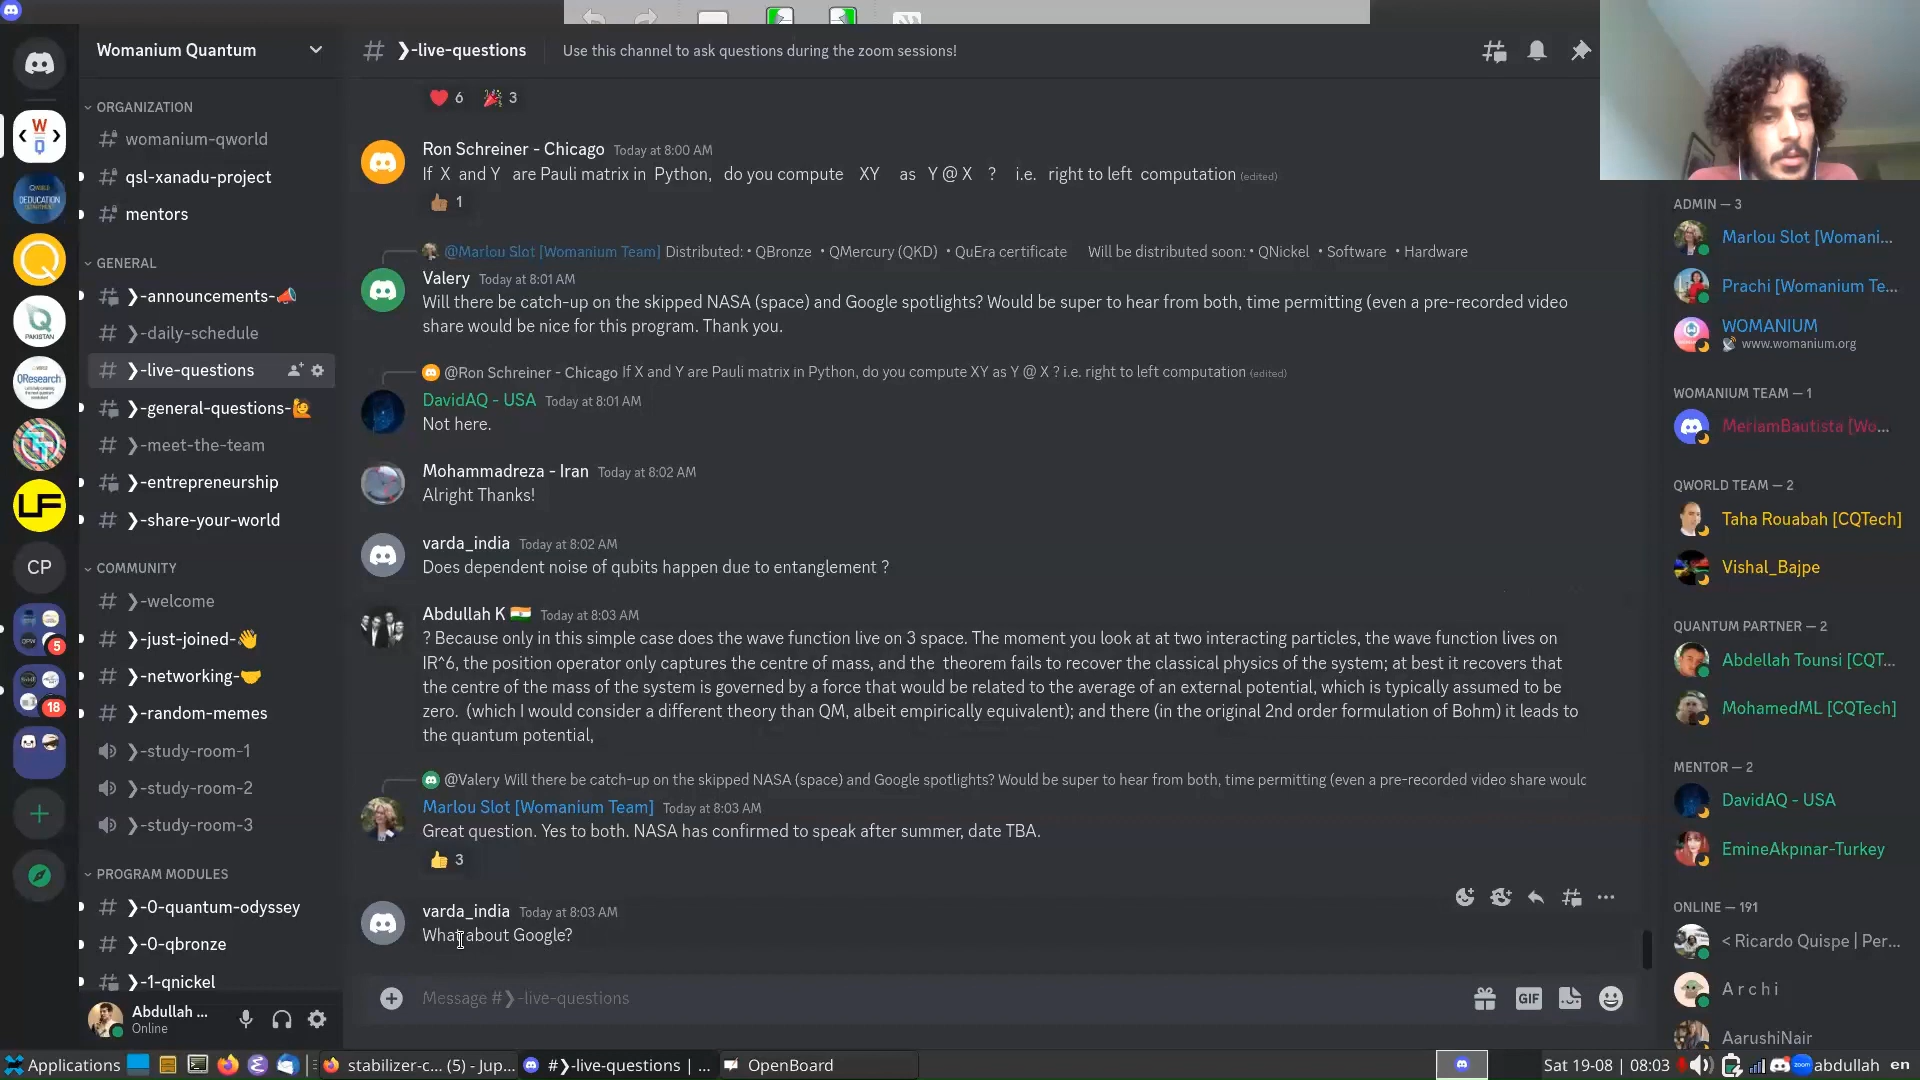 Womanium Quantum
ORGANIZATION
womanium-qworld
qsl-xanadu-project
mentors
GENERAL
❯-announcements-📣
❯-daily-schedule
❯-live-questions
❯-general-questions-🙋
❯-meet-the-team
❯-entrepreneurship
❯-share-your-world
COMMUNITY
❯-welcome
❯-just-joined-👋
❯-networking-🤝
❯-random-memes
❯-study-room-1
❯-study-room-2
❯-study-room-3
PROGRAM MODULES
❯-0-quantum-odyssey
❯-0-qbronze
❯-1-qnickel
Abdullah ...
Online
W
Q
PAKISTAN
QResearch
LF
CP
5
18
# ❯-live-questions Use this channel to ask questions during the zoom sessions!
❤️ 6 🎉 3
Ron Schreiner - Chicago Today at 8:00 AM
If X and Y are Pauli matrix in Python, do you compute XY as Y @ X ? i.e. right to left computation (edited)
👍🏽 1
@Marlou Slot [Womanium Team] Distributed: • QBronze • QMercury (QKD) • QuEra certificate Will be distributed soon: • QNickel • Software • Hardware
Valery Today at 8:01 AM
Will there be catch-up on the skipped NASA (space) and Google spotlights? Would be super to hear from both, time permitting (even a pre-recorded video
share would be nice for this program. Thank you.
@Ron Schreiner - Chicago If X and Y are Pauli matrix in Python, do you compute XY as Y @ X ? i.e. right to left computation (edited)
DavidAQ - USA Today at 8:01 AM
Not here.
Mohammadreza - Iran Today at 8:02 AM
Alright Thanks!
varda_india Today at 8:02 AM
Does dependent noise of qubits happen due to entanglement ?
Abdullah K 🇮🇳 Today at 8:03 AM
? Because only in this simple case does the wave function live on 3 space. The moment you look at at two interacting particles, the wave function lives on
IR^6, the position operator only captures the centre of mass, and the theorem fails to recover the classical physics of the system; at best it recovers that
the centre of the mass of the system is governed by a force that would be related to the average of an external potential, which is typically assumed to be
zero. (which I would consider a different theory than QM, albeit empirically equivalent); and there (in the original 2nd order formulation of Bohm) it leads to
the quantum potential,
@Valery Will there be catch-up on the skipped NASA (space) and Google spotlights? Would be super to hear from both, time permitting (even a pre-recorded video share would
Marlou Slot [Womanium Team] Today at 8:03 AM
Great question. Yes to both. NASA has confirmed to speak after summer, date TBA.
👍 3
varda_india Today at 8:03 AM
What about Google?
Message #❯-live-questions
GIF
ADMIN — 3
Marlou Slot [Womani...
Prachi [Womanium Te...
WOMANIUM
www.womanium.org
WOMANIUM TEAM — 1
MeriamBautista [Wo...
QWORLD TEAM — 2
Taha Rouabah [CQTech]
Vishal_Bajpe
QUANTUM PARTNER — 2
Abdellah Tounsi [CQT...
MohamedML [CQTech]
MENTOR — 2
DavidAQ - USA
EmineAkpınar-Turkey
ONLINE — 191
< Ricardo Quispe | Per...
A r c h i
AarushiNair
Applications
stabilizer-c... (5) - Jup...
#❯-live-questions | ...
OpenBoard
Sat 19-08 | 08:03
zoom
abdullah
en